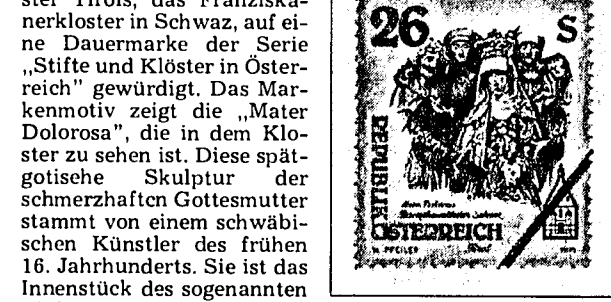 ster Tirols, das Franziska-
nerkloster in Schwaz, auf ei-
ne Dauermarke der Serie
„Stifte und Klöster in Öster-
reich" gewürdigt. Das Mar-
kenmotiv zeigt die „Mater
Dolorosa", die in dem Klo-
ster zu sehen ist. Diese spät-
gotische Skulptur der
schmerzhaften Gottesmutter
stammt von einem schwäbi-
schen Künstler des frühen
16. Jahrhunderts. Sie ist das
Innenstück des sogenannten
26 S
REPUBLIK
ÖSTERREICH
PFEILER